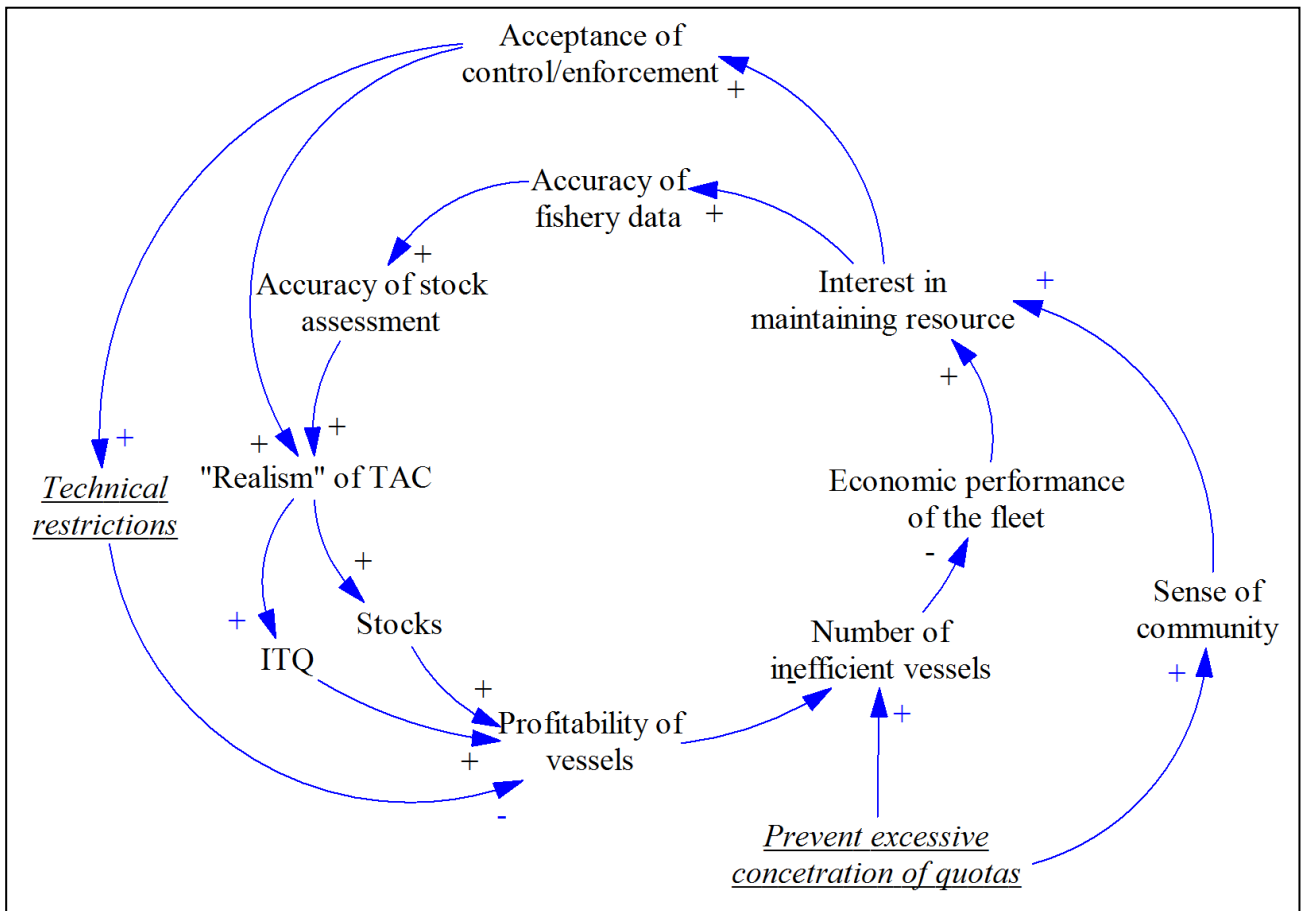 Acceptance of
control/enforcement
+
Accuracy of
fishery data
+
+
Accuracy of stock
assessment
Interest in
maintaining resource
+
+
+
+
+
"Realism" of TAC
Technical
restrictions
Economic performance
of the fleet
-
+
+
Stocks
ITQ
Number of
inefficient vessels
-
Sense of
community
+
+
+
+
Profitability of
vessels
-
Prevent excessive
concetration of quotas